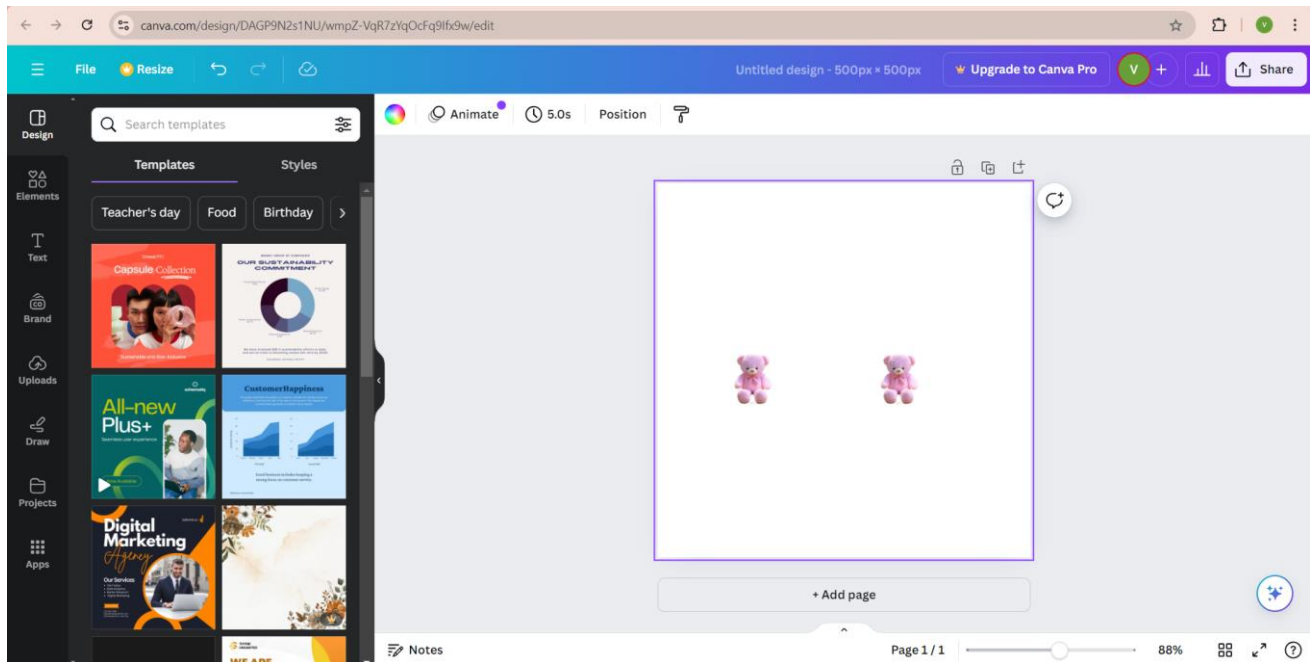 canva.com/design/DAGP9N2s1NU/wmpZ-VqR7zYqOcFq9Ifx9w/edit
V
File
Resize
Untitled design - 500px × 500px
Upgrade to Canva Pro
V
+
Share
Design
Elements
Text
Brand
Uploads
Draw
Projects
Apps
Search templates
Templates
Styles
Teacher's day
Food
Birthday
Capsule Collection
OUR SUSTAINABILITY
COMMITMENT
All-new
Plus+
CustomerHappiness
Digital
Marketing
Agency
Our Services
WE ARE
Animate
5.0s
Position
+ Add page
Notes
Page 1 / 1
88%